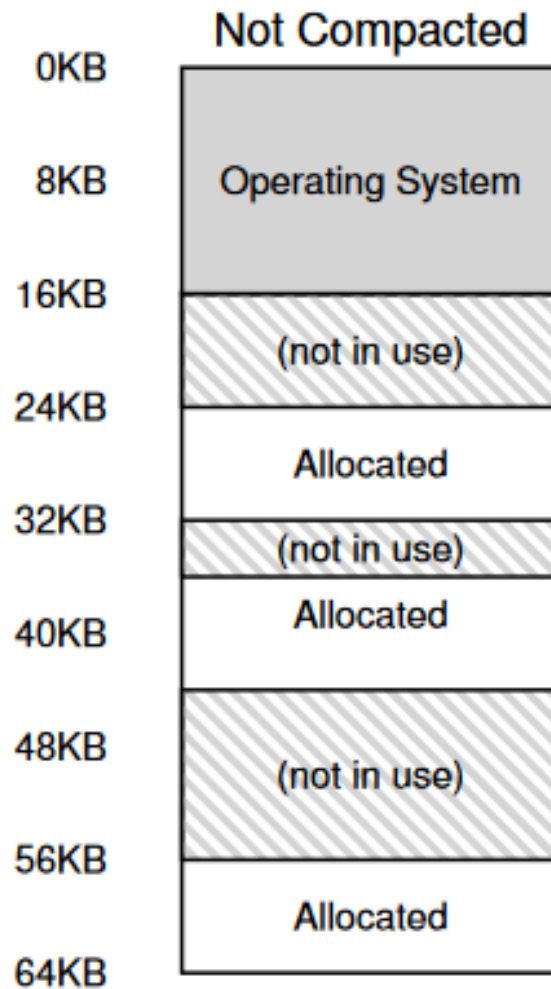 Not Compacted
0KB
8KB
Operating System
16KB
(not in use)
24KB
Allocated
32KB
(not in use)
Allocated
40KB
48KB
(not in use)
56KB
Allocated
64KB